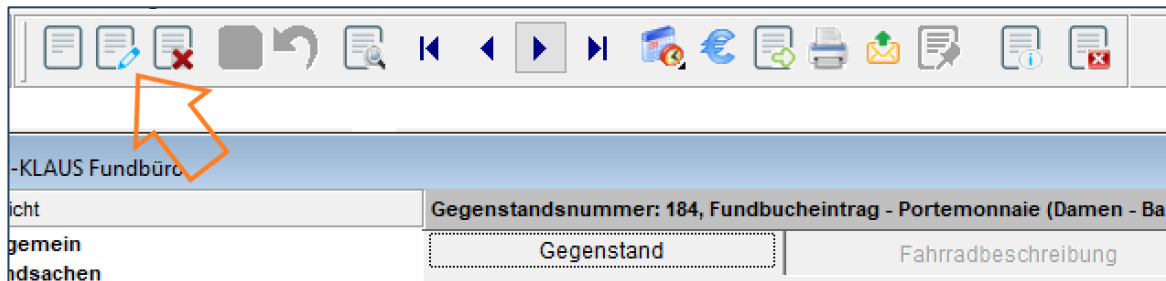 -KLAUS Fundbüro
icht
Gegenstandsnummer: 184, Fundbucheintrag - Portemonnaie (Damen - Ba
gemein
Gegenstand
Fahrradbeschreibung
ndsachen